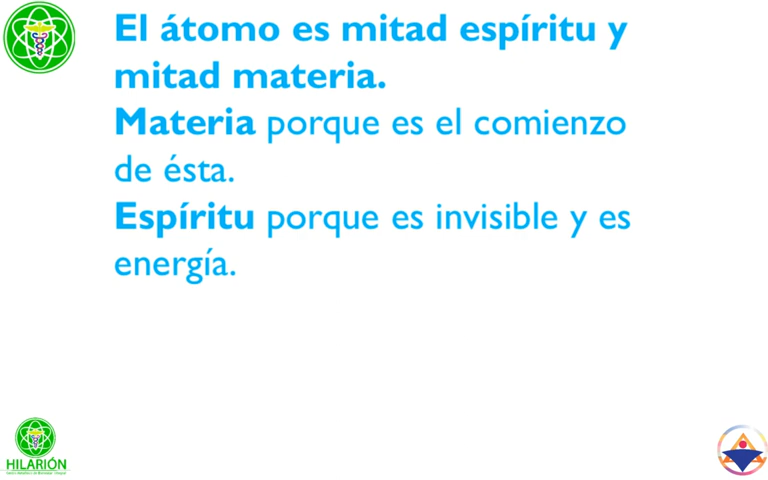 El átomo es mitad espíritu y
mitad materia.
Materia porque es el comienzo
de ésta.
Espíritu porque es invisible y es
energía.
HILARIÓN